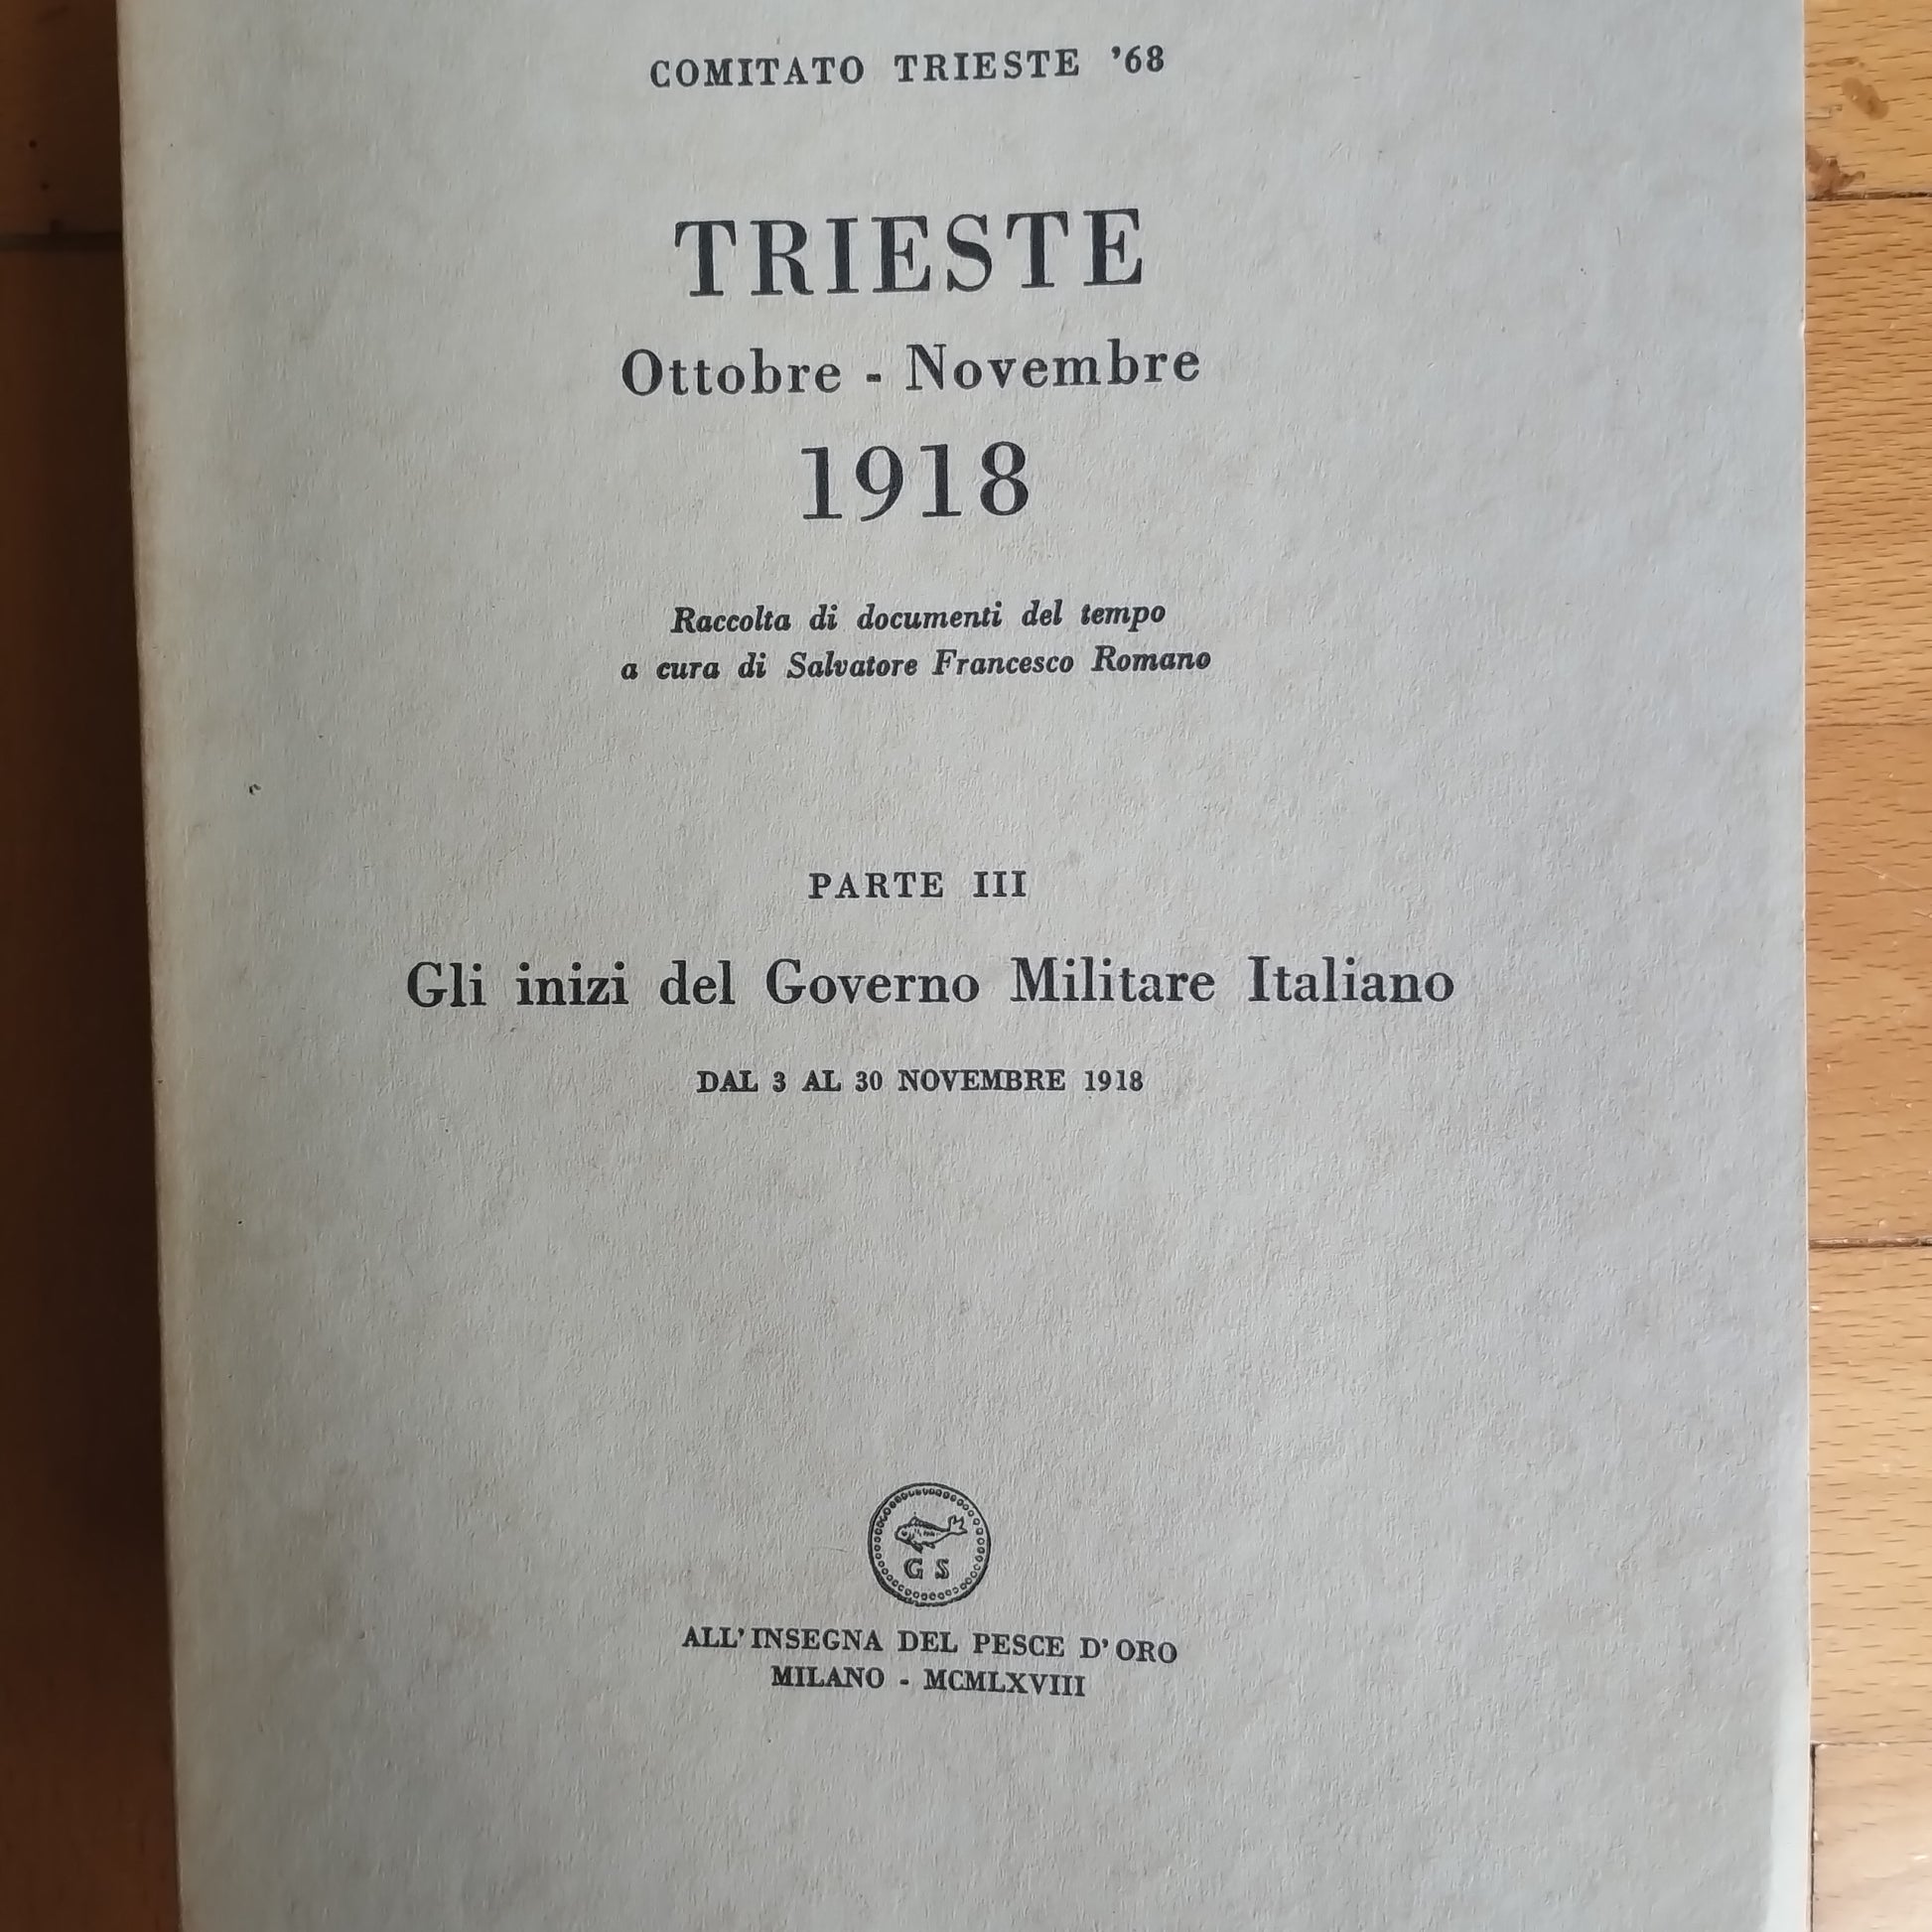 COMITATO TRIESTE '68
TRIESTE
Ottobre - Novembre
1918
Raccolta di documenti del tempo
a cura di Salvatore Francesco Romano
PARTE III
Gli inizi del Governo Militare Italiano
DAL 3 AL 30 NOVEMBRE 1918
G S
ALL'INSEGNA DEL PESCE D'ORO
MILANO - MCMLXVIII